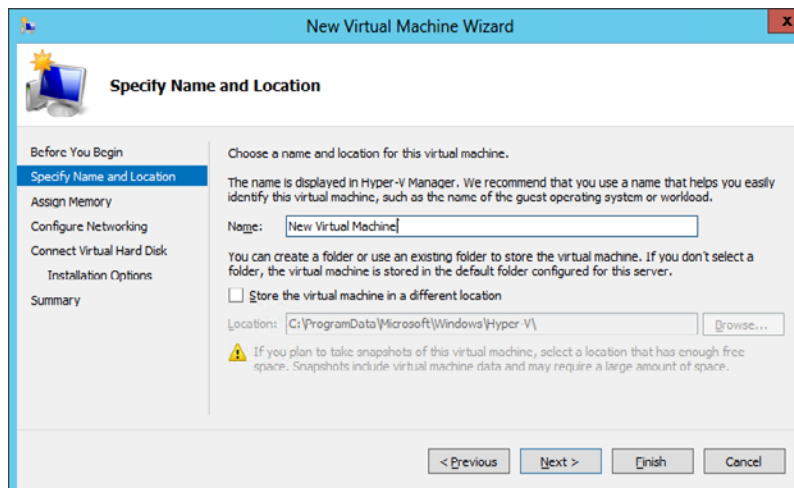 New Virtual Machine Wizard
x
Specify Name and Location
Before You Begin
Specify Name and Location
Assign Memory
Configure Networking
Connect Virtual Hard Disk
Installation Options
Summary
Choose a name and location for this virtual machine.
The name is displayed in Hyper-V Manager. We recommend that you use a name that helps you easily
identify this virtual machine, such as the name of the guest operating system or workload.
Name: New Virtual Machine
You can create a folder or use an existing folder to store the virtual machine. If you don't select a
folder, the virtual machine is stored in the default folder configured for this server.
Store the virtual machine in a different location
Location: C:\ProgramData\Microsoft\Windows\Hyper-V\ Browse...
If you plan to take snapshots of this virtual machine, select a location that has enough free
space. Snapshots include virtual machine data and may require a large amount of space.
< Previous Next > Finish Cancel